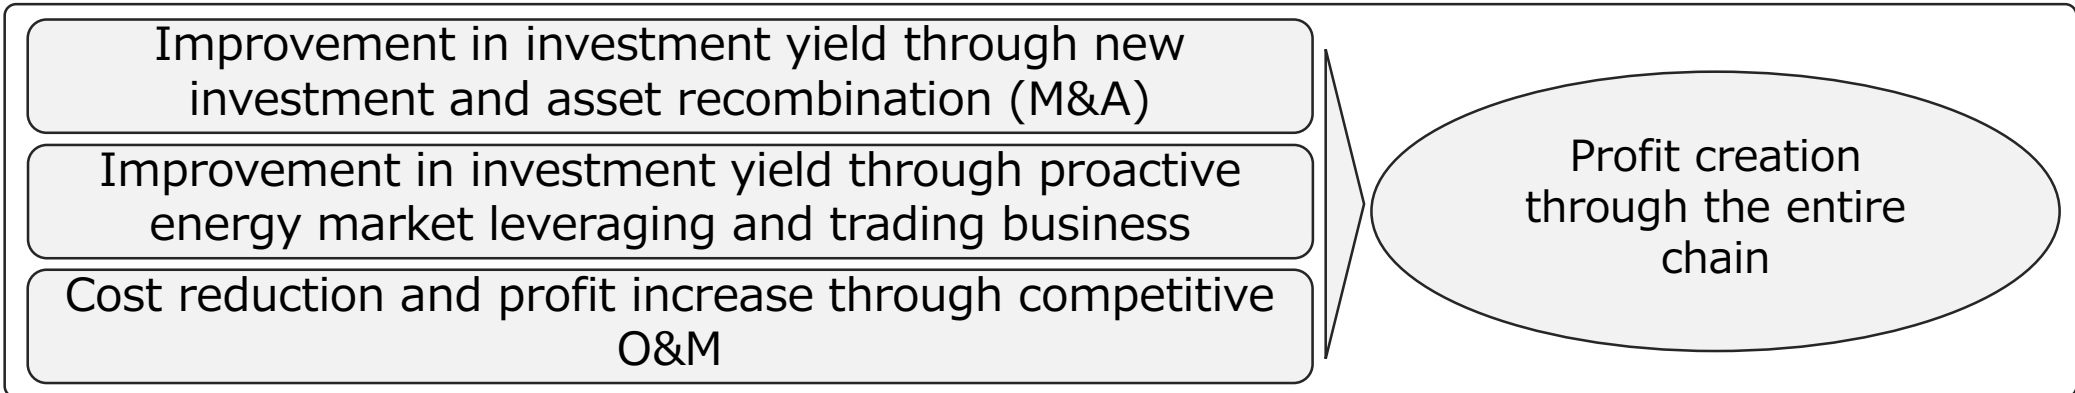 Improvement in investment yield through new
investment and asset recombination (M&A)
Improvement in investment yield through proactive
energy market leveraging and trading business
Cost reduction and profit increase through competitive
O&M
Profit creation
through the entire
chain